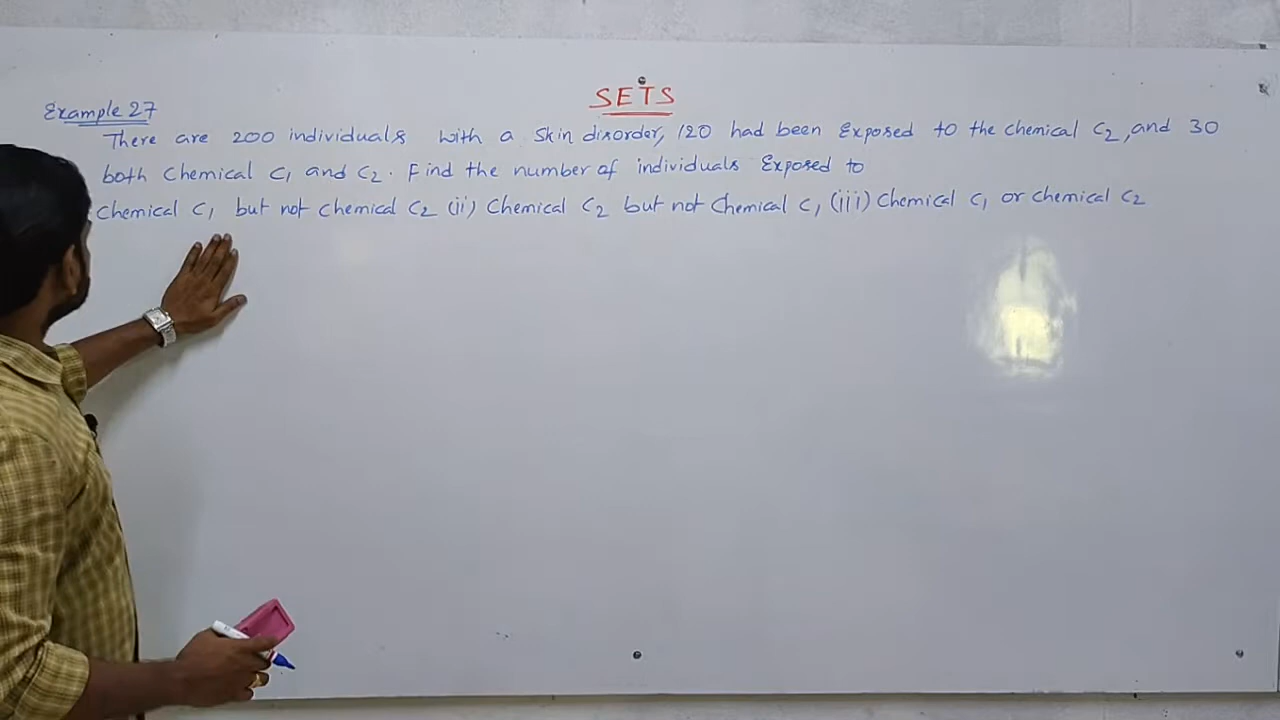 SETS
Example 27
There are 200 individuals with a skin disorder, 120 had been Exposed to the chemical C2, and 30
both Chemical C1 and C2. Find the number of individuals Exposed to
Chemical C1 but not chemical C2 (ii) Chemical C2 but not Chemical C1 (iii) Chemical C1 or Chemical C2